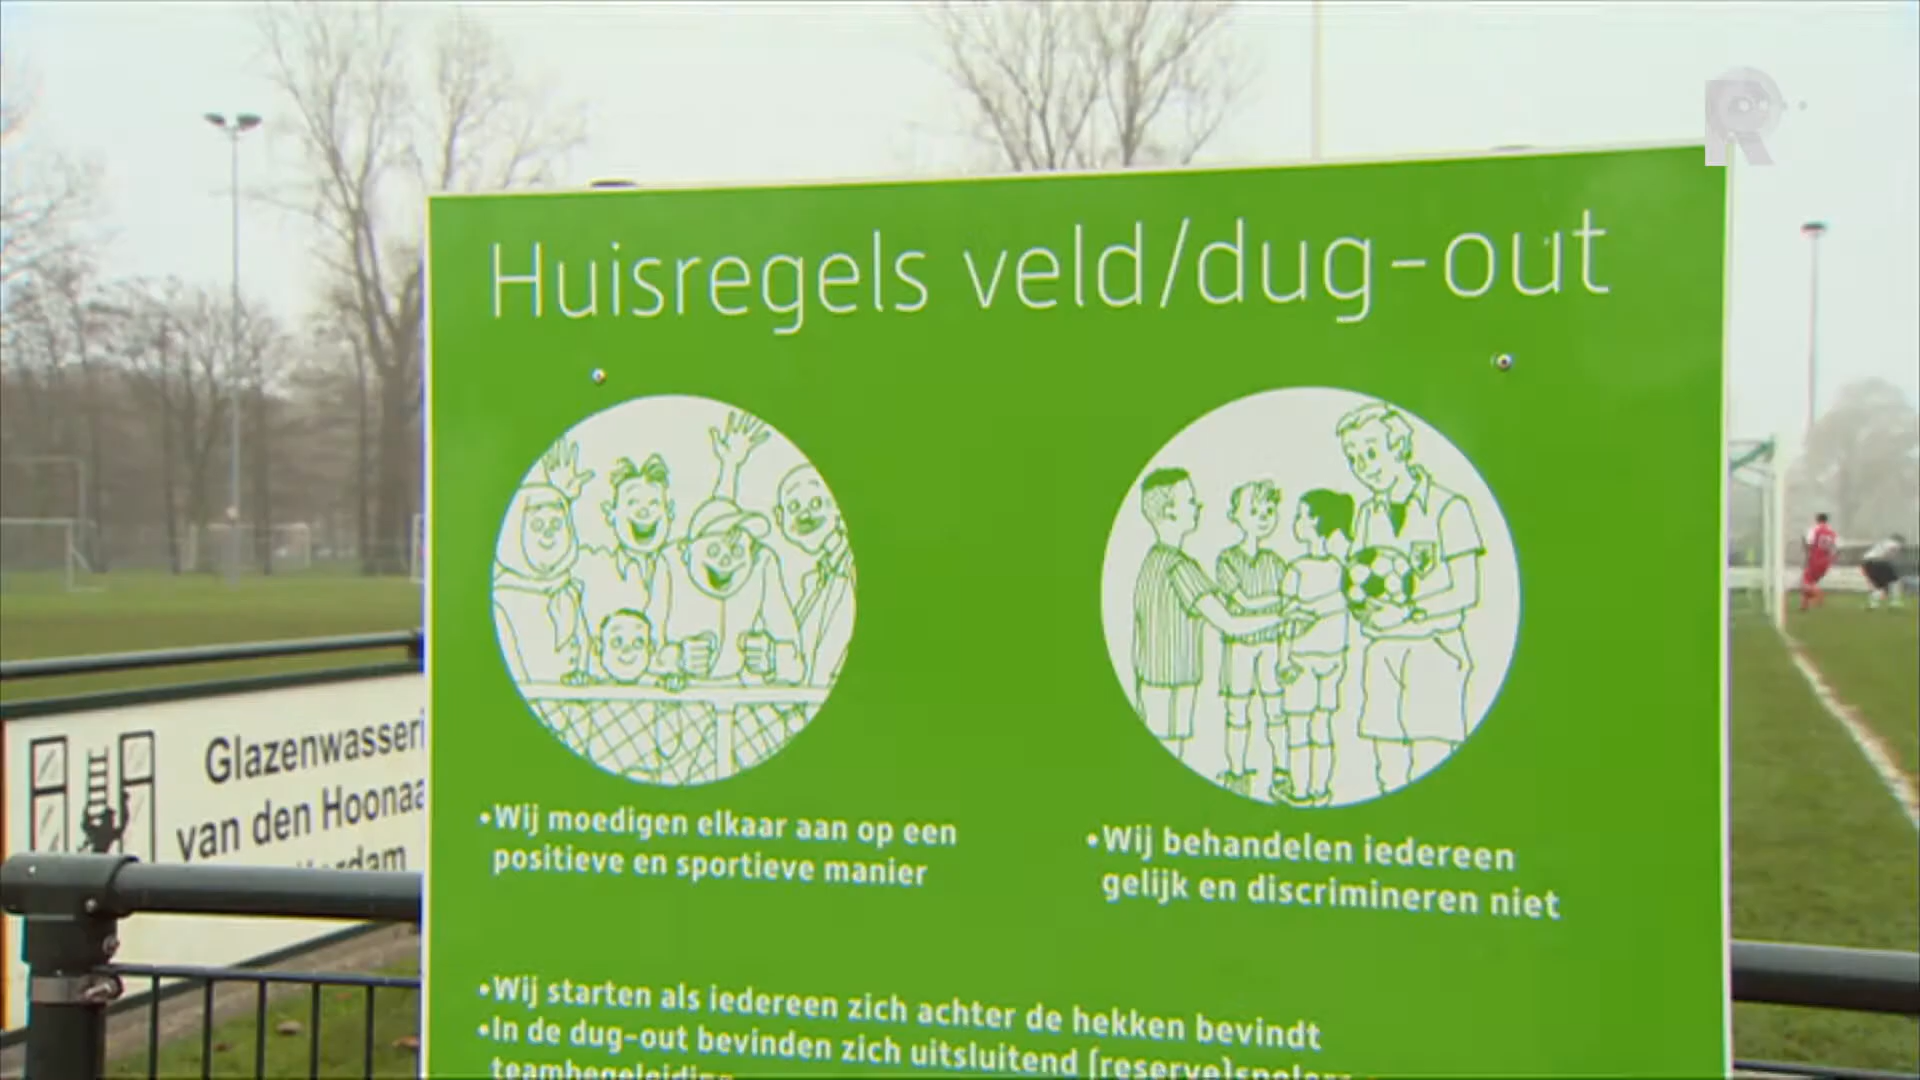 Huisregels veld/dug-out
•Wij moedigen elkaar aan op een
positieve en sportieve manier
•Wij behandelen iedereen
gelijk en discrimineren niet
•Wij starten als iedereen zich achter de hekken bevindt
•In de dug-out bevinden zich uitsluitend (reserve)spelers
teambegeleiding
Glazenwasseri
van den Hoonaa
R